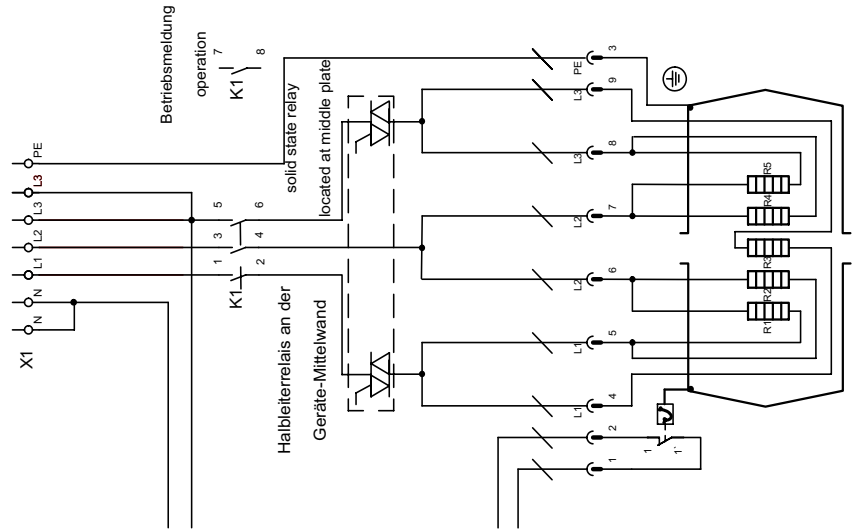 Betriebsmeldung
operation
K1
7
8
PE
L3
L3
L2
L1
N
N
X1
5
6
3
4
1
2
K1
solid state relay
located at middle plate
Halbleiterrelais an der
Geräte-Mittelwand
PE
3
L3
9
L3
8
L2
7
L2
6
L1
5
L1
4
2
1
R5
R4
R3
R2
R1
1
1'